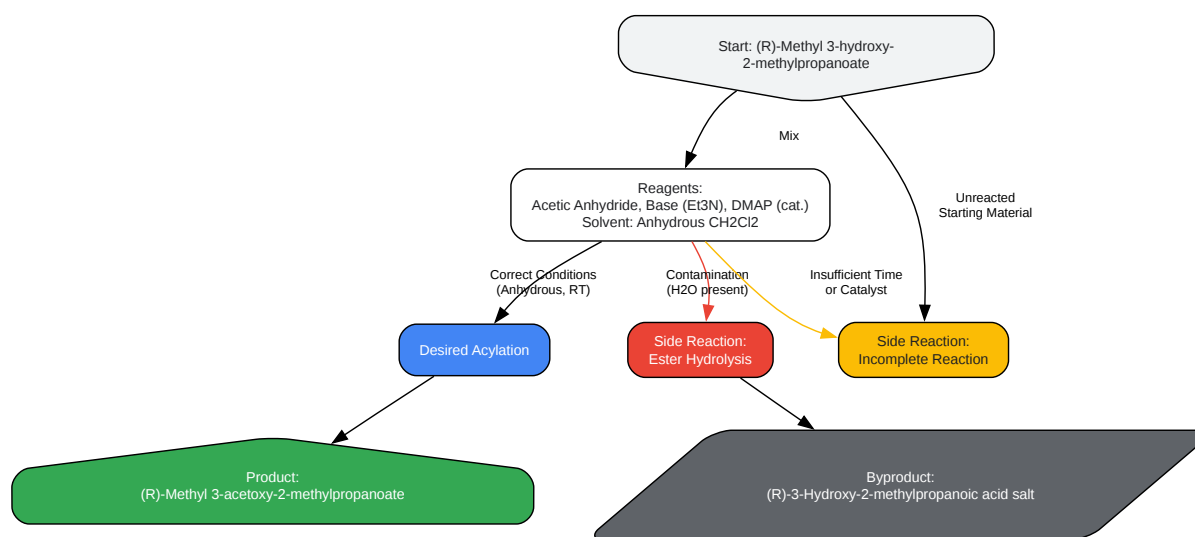 Start: (R)-Methyl 3-hydroxy-
2-methylpropanoate
Mix
Unreacted
Starting Material
Reagents:
Acetic Anhydride, Base (Et3N), DMAP (cat.)
Solvent: Anhydrous CH2Cl2
Correct Conditions
(Anhydrous, RT)
Contamination
(H2O present)
Insufficient Time
or Catalyst
Desired Acylation
Side Reaction:
Ester Hydrolysis
Side Reaction:
Incomplete Reaction
Product:
(R)-Methyl 3-acetoxy-2-methylpropanoate
Byproduct:
(R)-3-Hydroxy-2-methylpropanoic acid salt